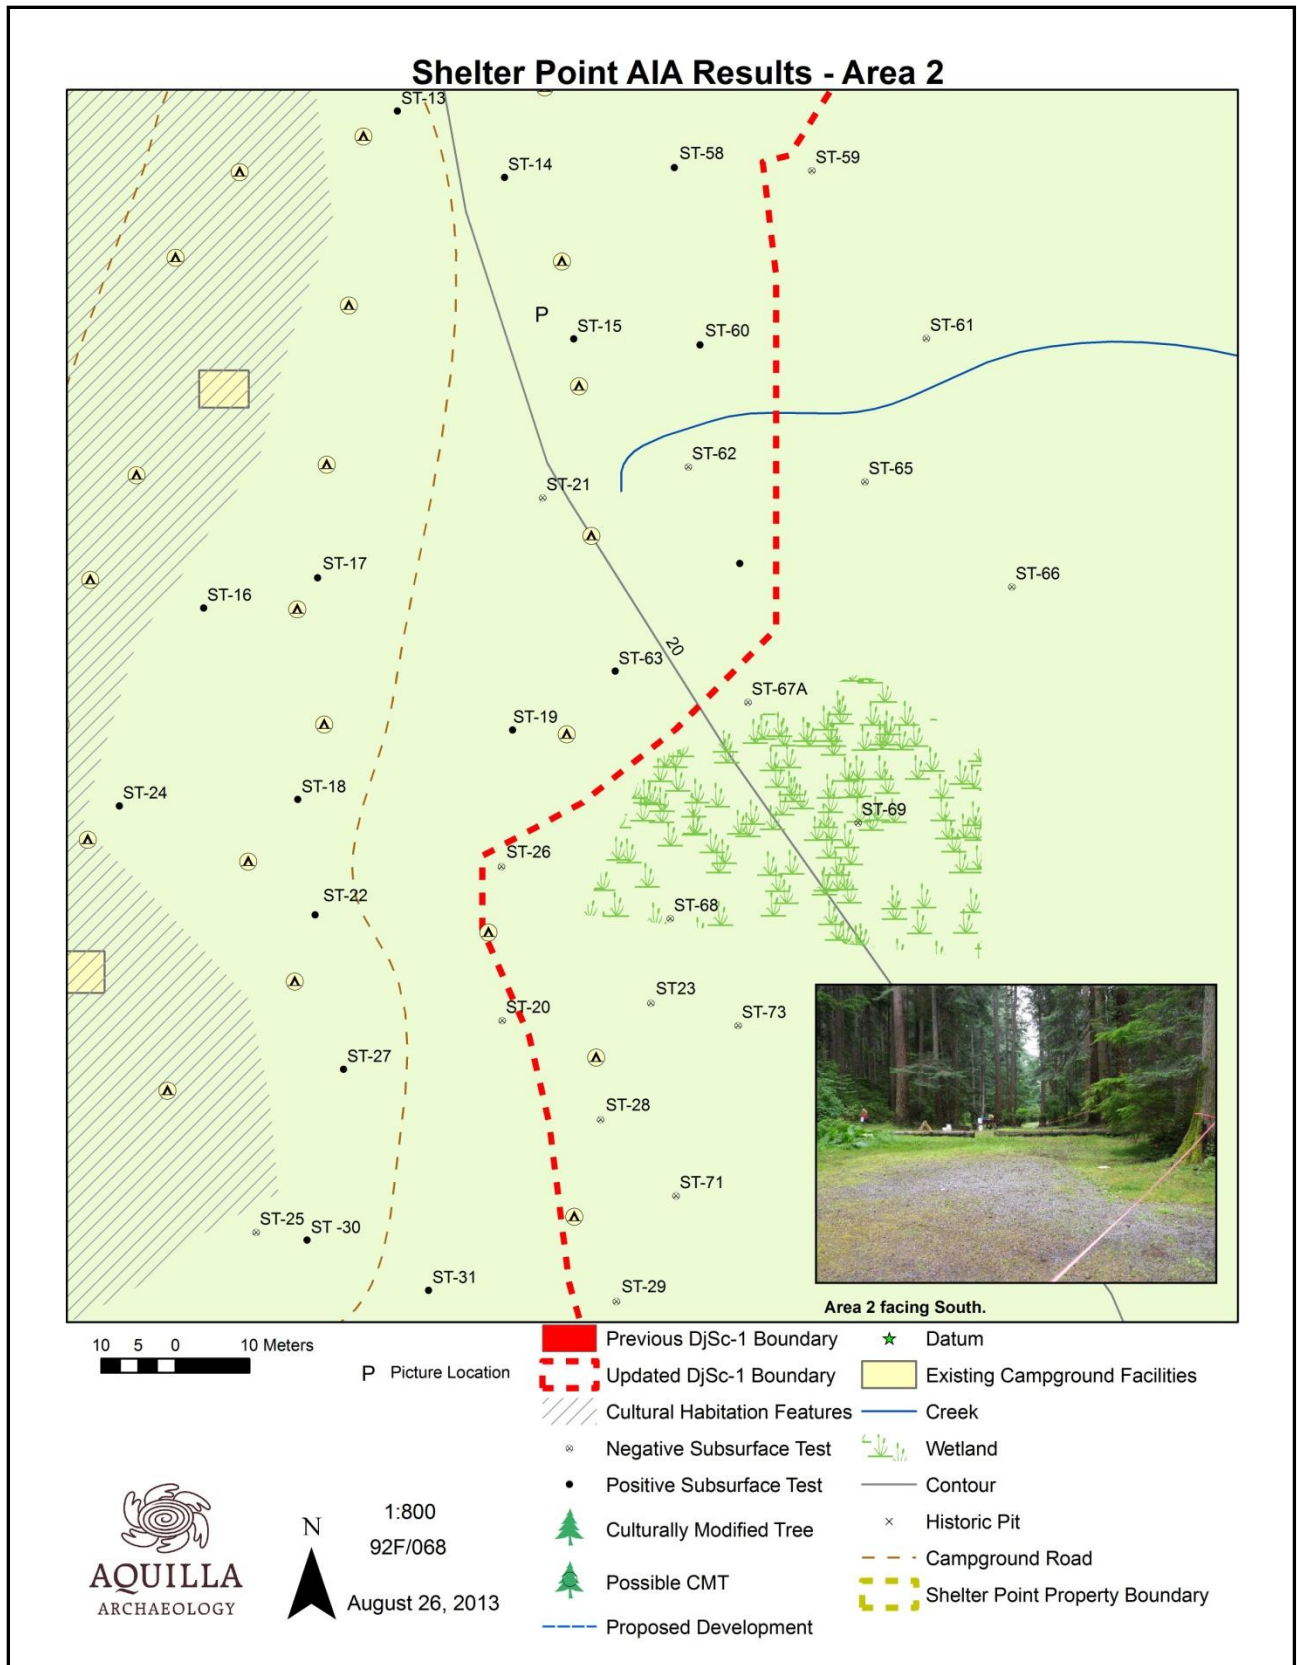 Shelter Point AIA Results - Area 2
ST-13
ST-14
ST-58
ST-59
P
ST-15
ST-60
ST-61
ST-62
ST-65
ST-21
ST-17
ST-16
ST-66
20
ST-63
ST-67A
ST-19
ST-24
ST-18
ST-69
ST-26
ST-22
ST-68
ST23
ST-20
ST-73
ST-27
ST-28
ST-71
ST-25
ST -30
ST-31
ST-29
Area 2 facing South.
10 5 0 10 Meters
P Picture Location
Previous DjSc-1 Boundary
Updated DjSc-1 Boundary
Cultural Habitation Features
Negative Subsurface Test
Positive Subsurface Test
Culturally Modified Tree
Possible CMT
Proposed Development
Datum
Existing Campground Facilities
Creek
Wetland
Contour
Historic Pit
Campground Road
Shelter Point Property Boundary
AQUILLA
ARCHAEOLOGY
N
1:800
92F/068
August 26, 2013